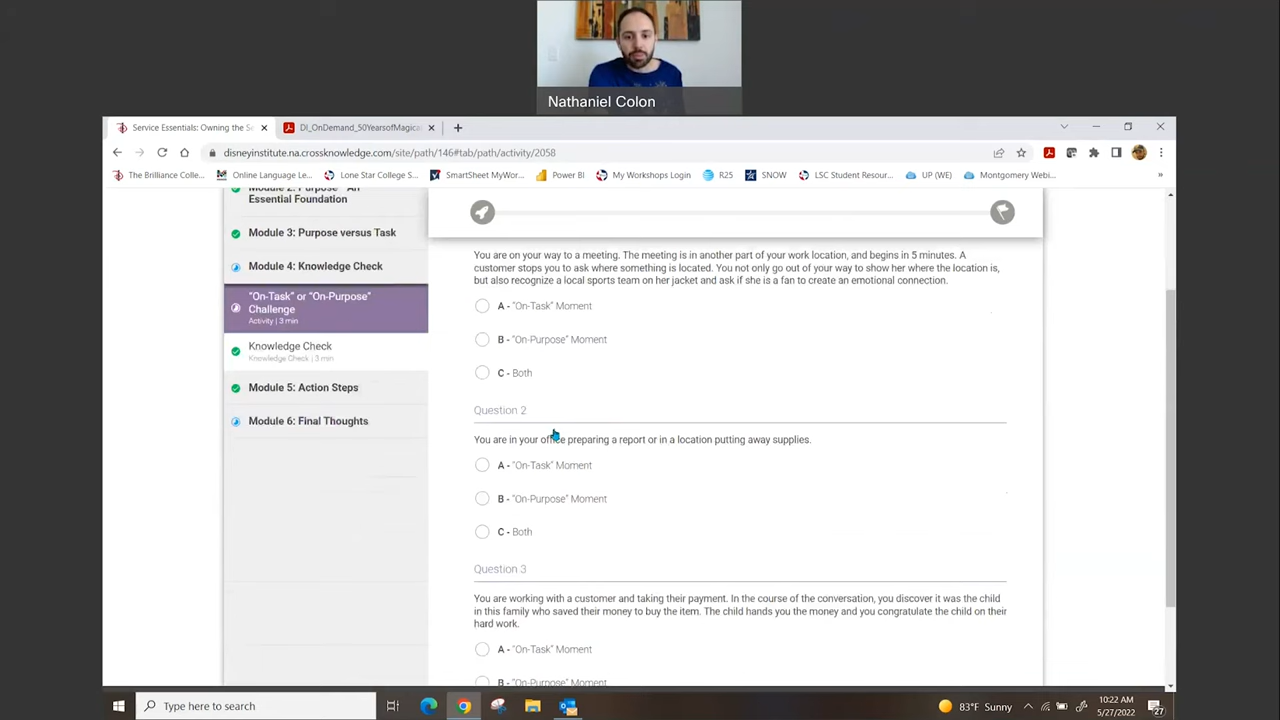 Nathaniel Colon
Service Essentials: Owning the Se
DI_OnDemand_50YearsofMagica
disneyinstitute.na.crossknowledge.com/site/path/146#tab/path/activity/2058
The Brilliance Colle...
Online Language Le...
Lone Star College S...
SmartSheet MyWor...
Power BI
My Workshops Login
R25
SNOW
LSC Student Resour...
UP (WE)
Montgomery Webi...
Module 2: Purpose - An
Essential Foundation
Module 3: Purpose versus Task
Module 4: Knowledge Check
"On-Task" or "On-Purpose"
Challenge
Activity | 3 min
Knowledge Check
Knowledge Check | 3 min
Module 5: Action Steps
Module 6: Final Thoughts
You are on your way to a meeting. The meeting is in another part of your work location, and begins in 5 minutes. A
customer stops you to ask where something is located. You not only go out of your way to show her where the location is,
but also recognize a local sports team on her jacket and ask if she is a fan to create an emotional connection.
A - "On-Task" Moment
B - "On-Purpose" Moment
C - Both
Question 2
You are in your office preparing a report or in a location putting away supplies.
A - "On-Task" Moment
B - "On-Purpose" Moment
C - Both
Question 3
You are working with a customer and taking their payment. In the course of the conversation, you discover it was the child
in this family who saved their money to buy the item. The child hands you the money and you congratulate the child on their
hard work.
A - "On-Task" Moment
B - "On-Purpose" Moment
Type here to search
83°F Sunny
10:22 AM
5/27/2022
27